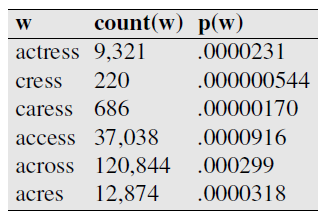 w count(w) p(w)
actress 9,321 .0000231
cress 220 .000000544
caress 686 .00000170
access 37,038 .0000916
across 120,844 .000299
acres 12,874 .0000318